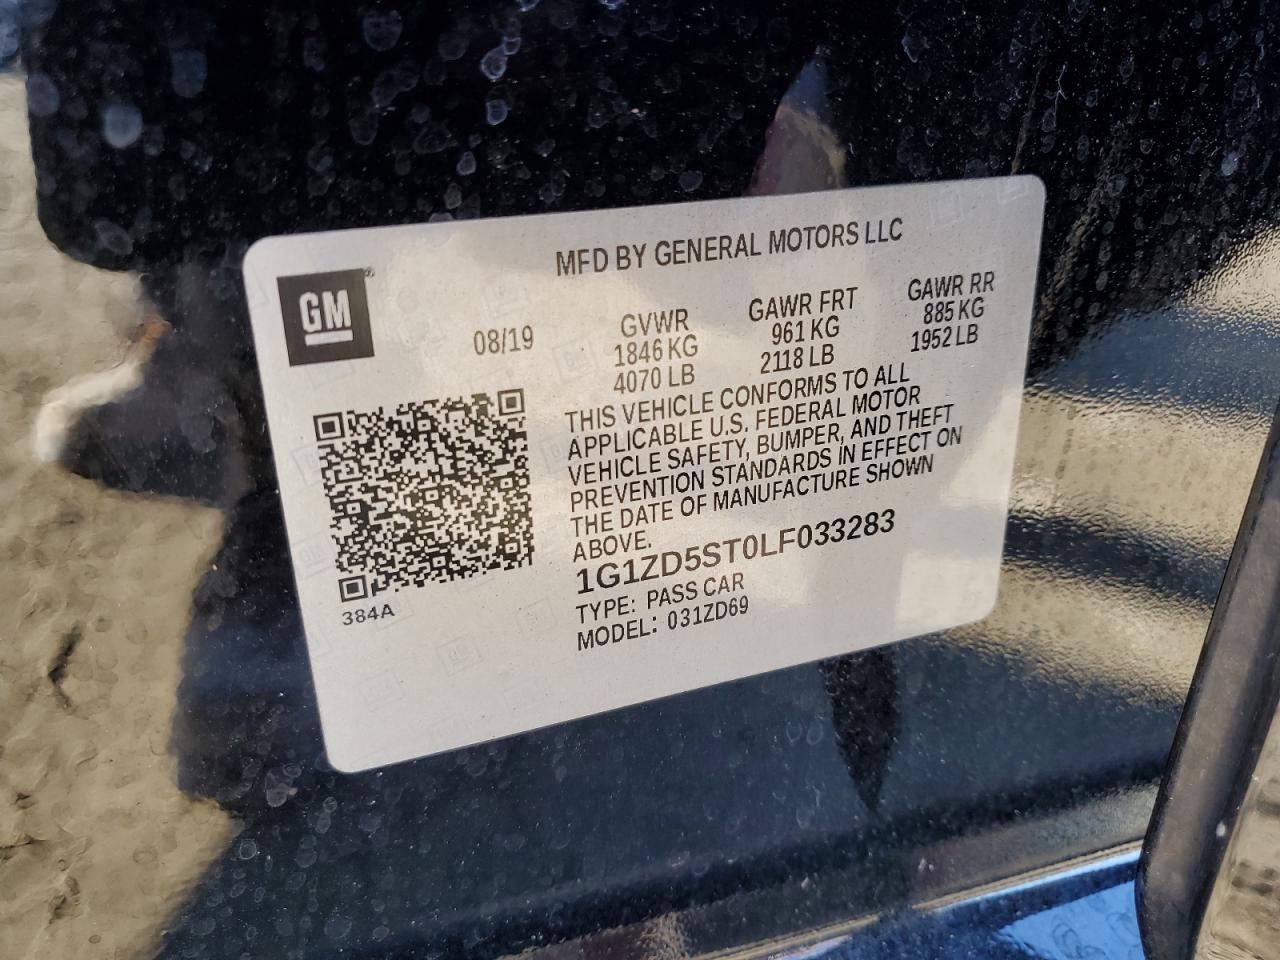 MFD BY GENERAL MOTORS LLC
GM
08/19
GVWR
1846 KG
4070 LB
GAWR FRT
961 KG
2118 LB
GAWR RR
885 KG
1952 LB
THIS VEHICLE CONFORMS TO ALL
APPLICABLE U.S. FEDERAL MOTOR
VEHICLE SAFETY, BUMPER, AND THEFT
PREVENTION STANDARDS IN EFFECT ON
THE DATE OF MANUFACTURE SHOWN
ABOVE.
1G1ZD5ST0LF033283
TYPE: PASS CAR
MODEL: 031ZD69
384A